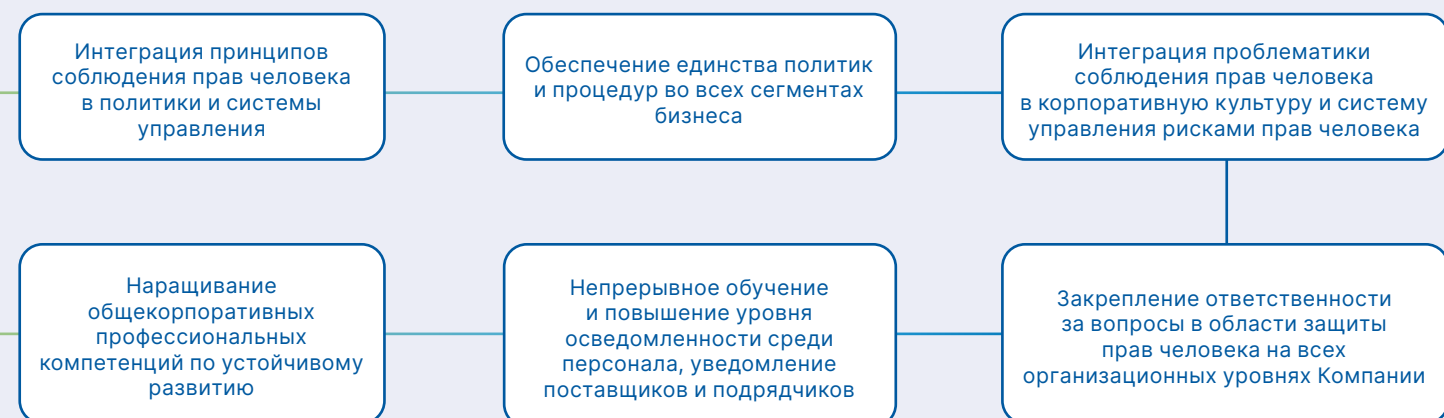 Интеграция принципов
соблюдения прав человека
в политики и системы
управления
Обеспечение единства политик
и процедур во всех сегментах
бизнеса
Интеграция проблематики
соблюдения прав человека
в корпоративную культуру и систему
управления рисками прав человека
Наращивание
общекорпоративных
профессиональных
компетенций по устойчивому
развитию
Непрерывное обучение
и повышение уровня
осведомленности среди
персонала, уведомление
поставщиков и подрядчиков
Закрепление ответственности
за вопросы в области защиты
прав человека на всех
организационных уровнях Компании